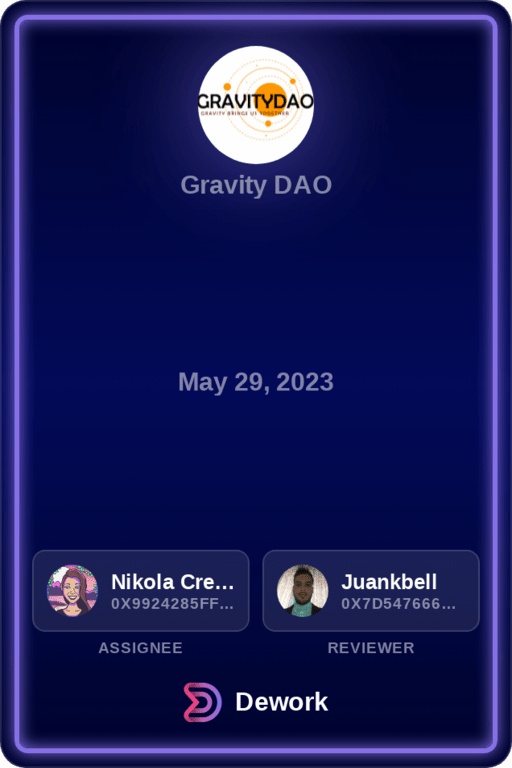 GRAVITYDAO
GRAVITY BRINGS US TOGETHER
Gravity DAO
May 29, 2023
Nikola Cre...
0X9924285FF...
Juankbell
0X7D547666...
ASSIGNEE
REVIEWER
Dework